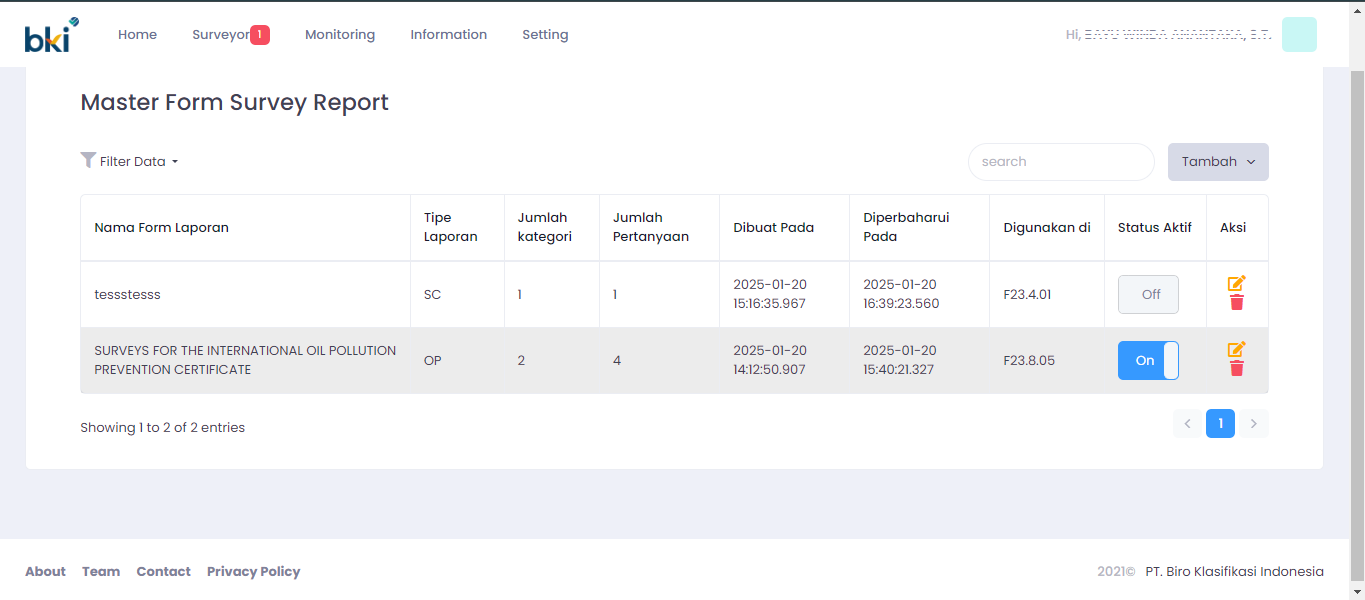 bki
Home Surveyor 1 Monitoring Information Setting
Hi,
Master Form Survey Report
Filter Data
search
Tambah
Nama Form Laporan
Tipe
Laporan
Jumlah
kategori
Jumlah
Pertanyaan
Dibuat Pada
Diperbaharui
Pada
Digunakan di
Status Aktif
Aksi
tessstesss
SC
1
1
2025-01-20
15:16:35.967
2025-01-20
16:39:23.560
F23.4.01
Off
SURVEYS FOR THE INTERNATIONAL OIL POLLUTION
PREVENTION CERTIFICATE
OP
2
4
2025-01-20
14:12:50.907
2025-01-20
15:40:21.327
F23.8.05
On
Showing 1 to 2 of 2 entries
< 1 >
About Team Contact Privacy Policy
2021© PT. Biro Klasifikasi Indonesia